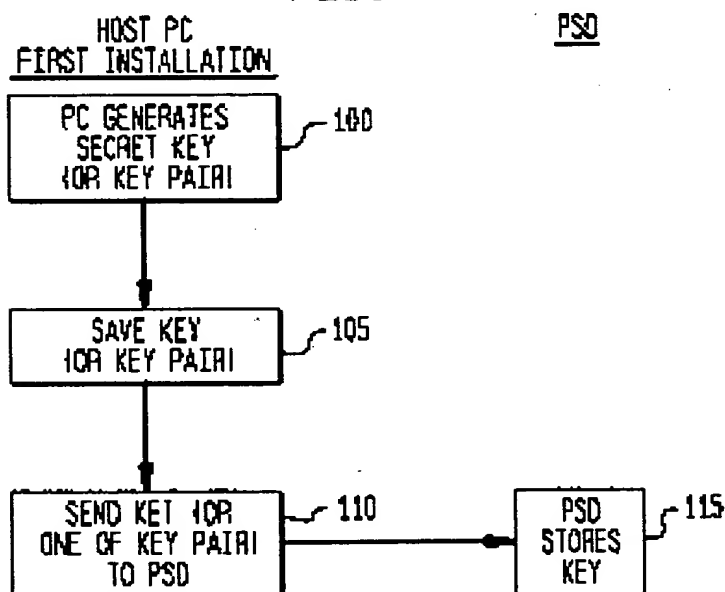 HOST PC
FIRST INSTALLATION
PSD
PC GENERATES
SECRET KEY
(OR KEY PAIR)
100
SAVE KEY
(OR KEY PAIR)
105
SEND KEY (OR
ONE OF KEY PAIR)
TO PSD
110
PSD
STORES
KEY
115